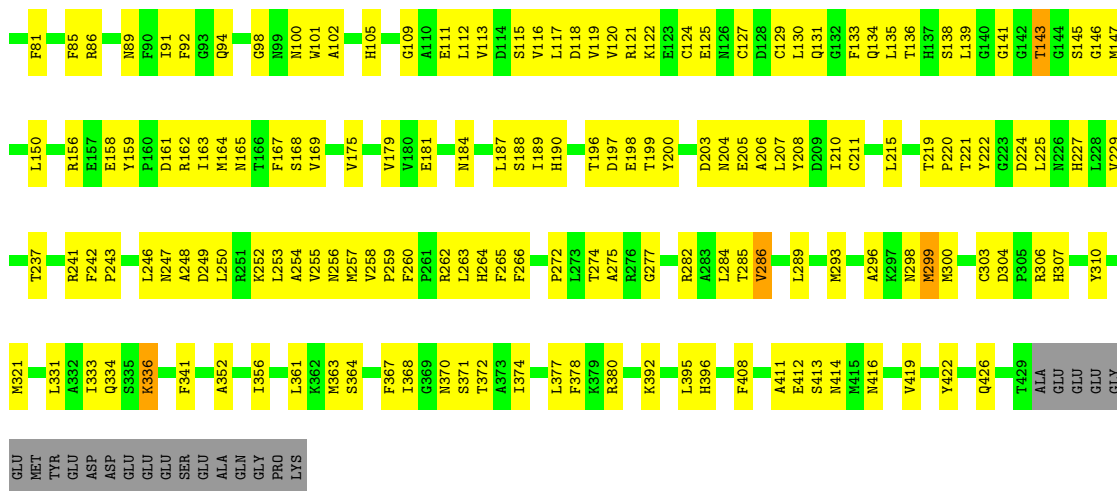 F81 F85 R86 N89 F90 I91 F92 G93 Q94 G98 N99 N100 W101 A102 H105 G109 A110 E111 L112 V113 D114 S115 V116 L117 D118 V119 V120 R121 K122 E123 C124 E125 N126 C127 D128 C129 L130 Q131 G132 F133 Q134 L135 T136 H137 S138 L139 G140 G141 G142 T143 G144 S145 G146 M147
L150 R156 E157 E158 Y159 P160 D161 R162 I163 M164 N165 T166 F167 S168 V169 V175 V179 V180 E181 N184 L187 S188 I189 H190 T196 D197 E198 T199 Y200 D203 N204 E205 A206 L207 Y208 D209 I210 C211 L215 T219 P220 T221 Y222 G223 D224 L225 N226 H227 L228 V229
T237 R241 F242 P243 L246 N247 A248 D249 L250 R251 K252 L253 A254 V255 N256 M257 V258 P259 F260 P261 R262 L263 H264 F265 F266 P272 L273 T274 A275 R276 G277 R282 A283 L284 T285 V286 L289 M293 A296 K297 N298 M299 M300 C303 D304 P305 R306 H307 Y310
M321 L331 A332 I333 Q334 S335 K336 F341 A352 I356 L361 K362 M363 S364 F367 I368 G369 N370 S371 T372 A373 I374 L377 F378 K379 R380 K392 L395 H396 F408 A411 E412 S413 N414 M415 N416 V419 Y422 Q426 T429 ALA GLU GLU GLU GLY
GLU MET TYR GLU ASP ASP GLU GLU GLU SER GLU ALA GLN GLY PRO LYS